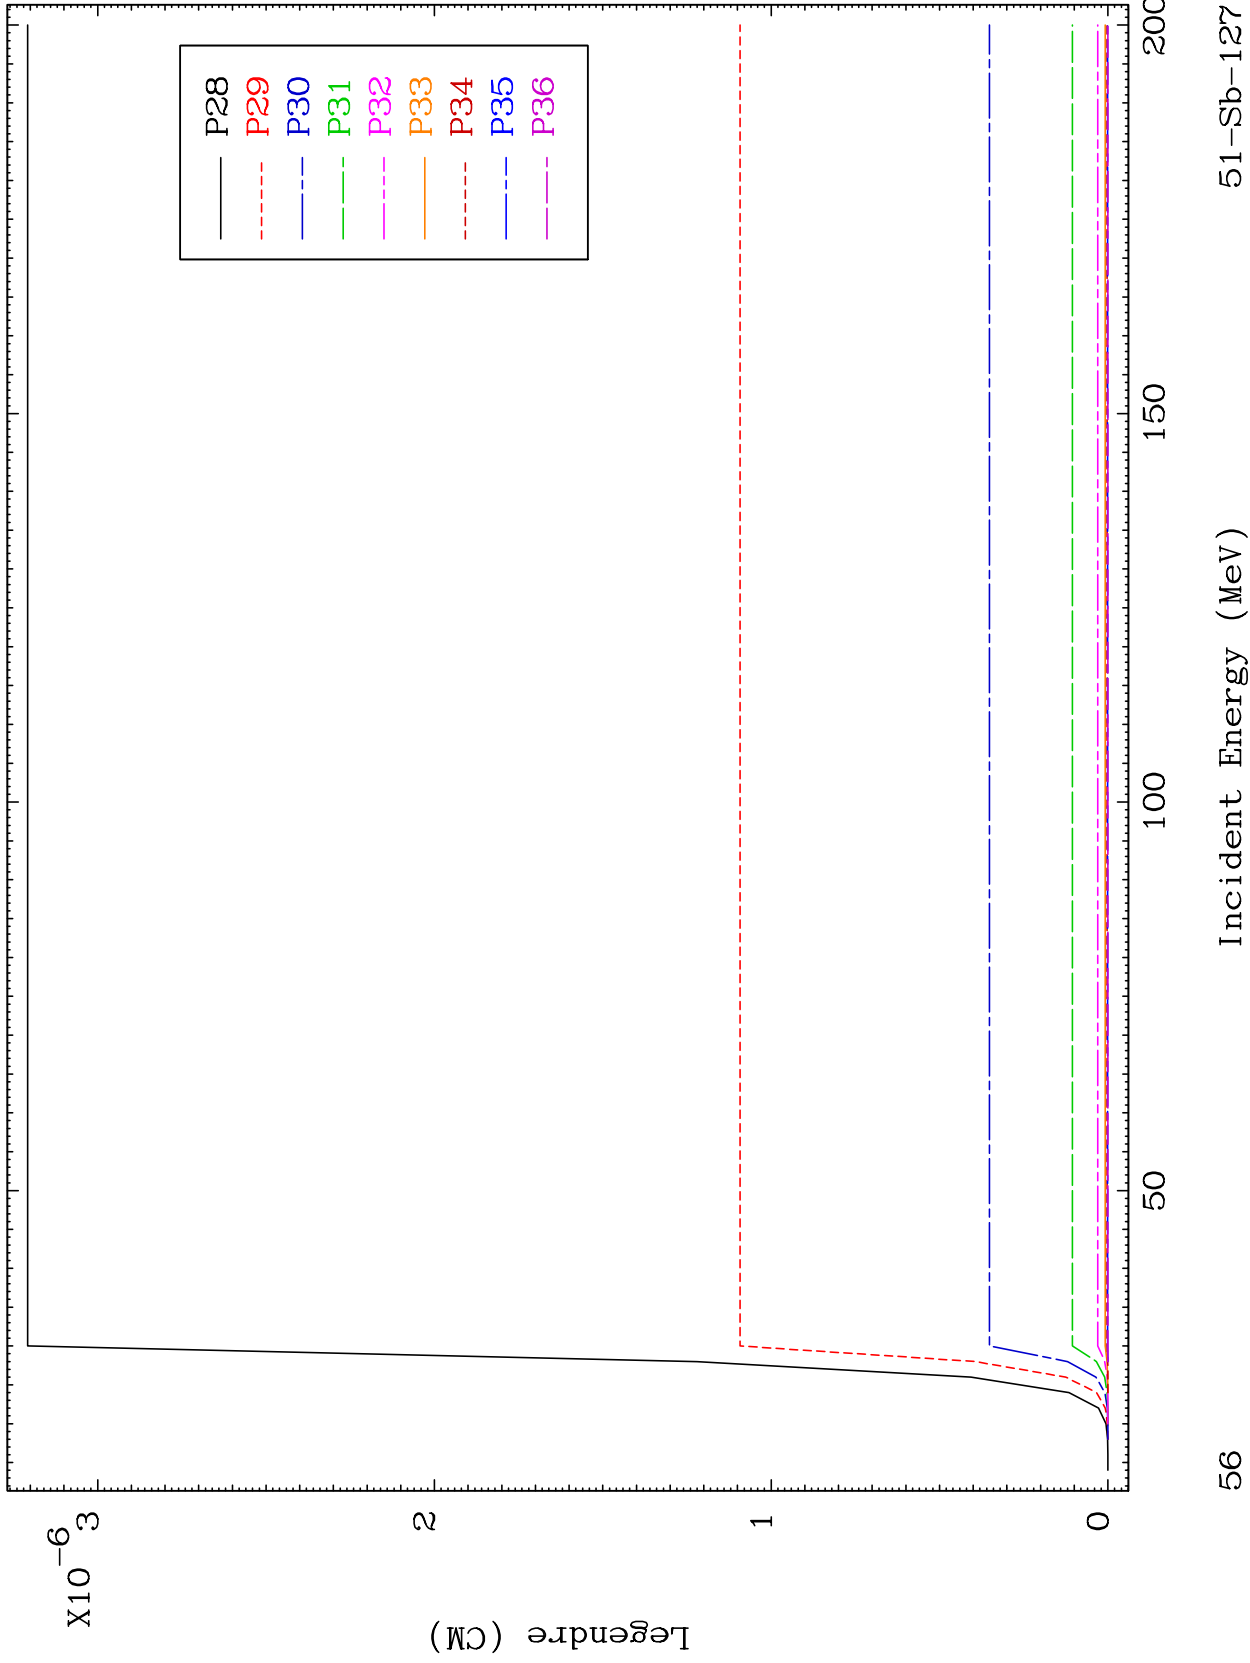 X10-6
3
2
1
0
Legendre (CM)
P28
P29
P30
P31
P32
P33
P34
P35
P36
50
100
150
200
Incident Energy (MeV)
56
51-Sb-127